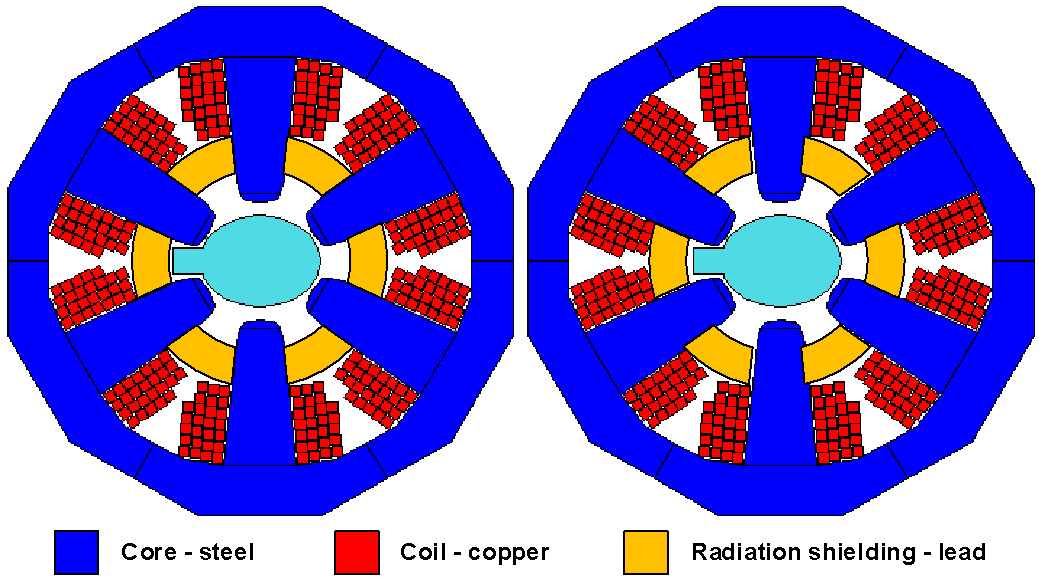 Core - steel Coil - copper Radiation shielding - lead